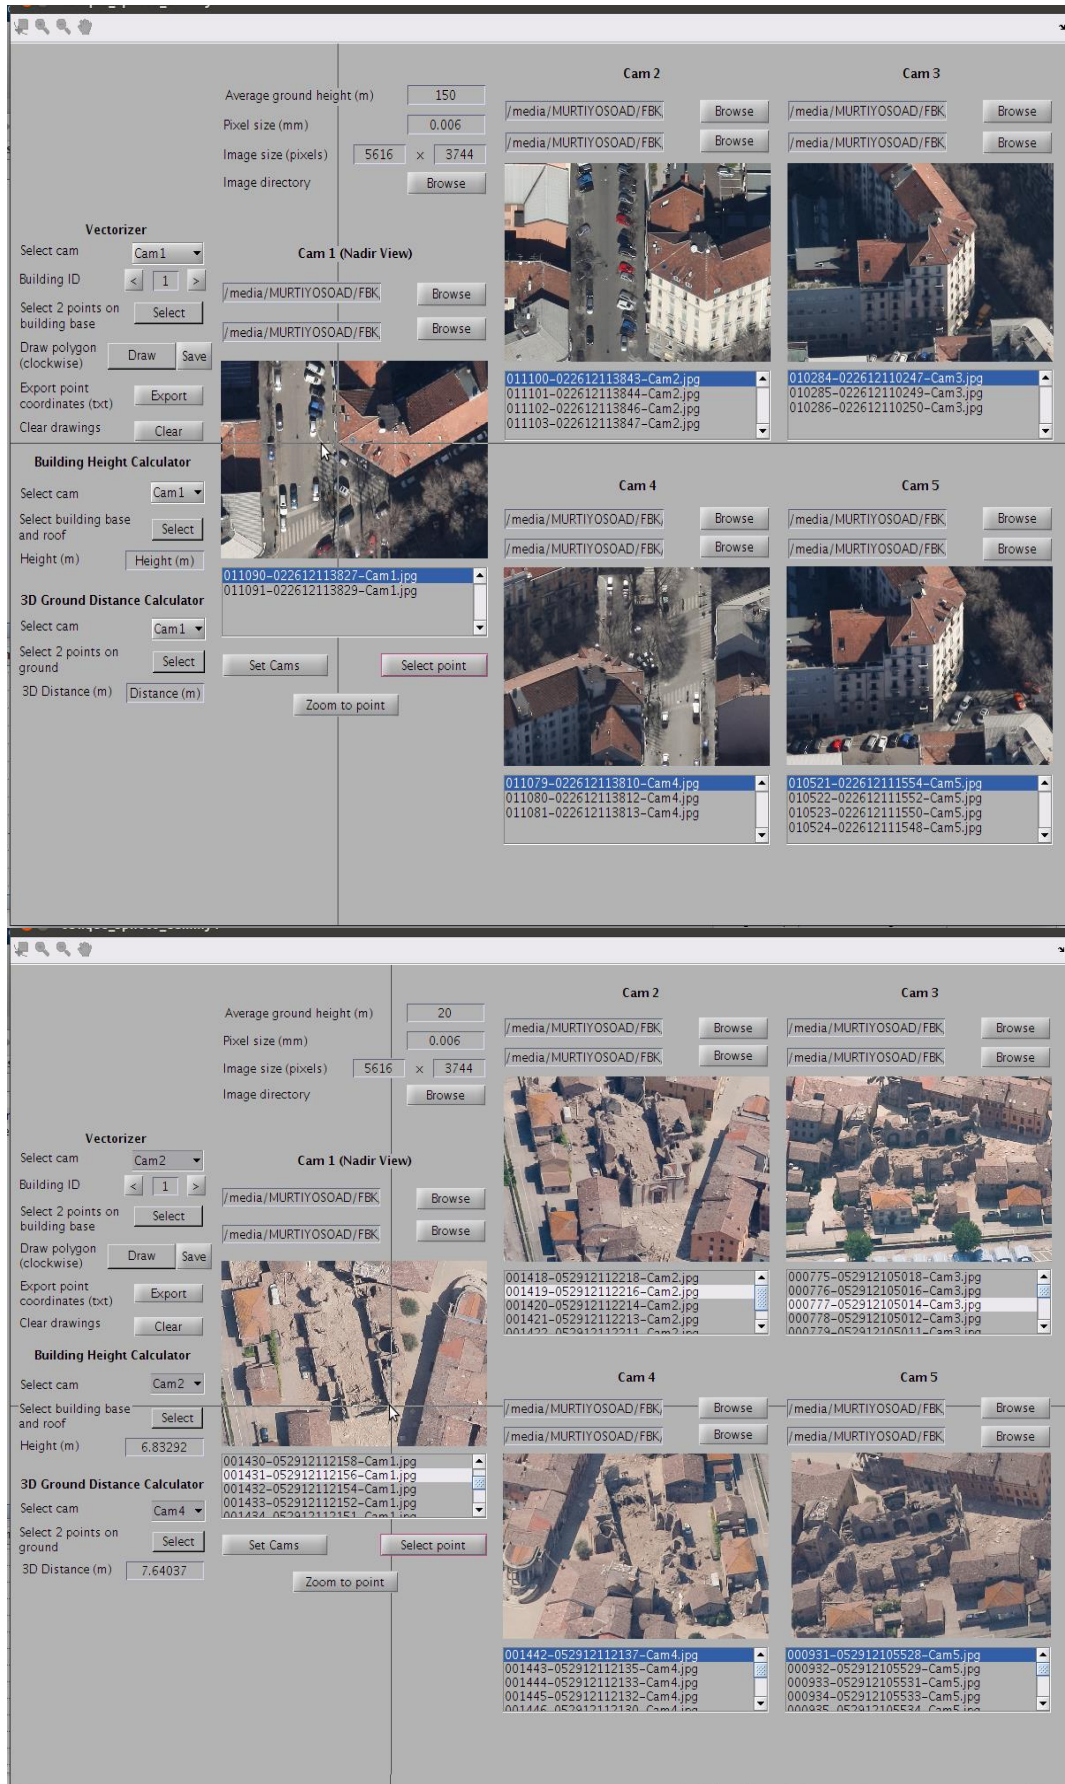 Cam 2
Cam 3
Average ground height (m) 150
/media/MURTIYOSOAD/FBK, Browse
/media/MURTIYOSOAD/FBK, Browse
Pixel size (mm) 0.006
/media/MURTIYOSOAD/FBK, Browse
/media/MURTIYOSOAD/FBK, Browse
Image size (pixels) 5616 x 3744
Image directory Browse
Vectorizer
Select cam Cam1
Cam 1 (Nadir View)
Building ID < 1 >
/media/MURTIYOSOAD/FBK, Browse
Select 2 points on
building base Select
/media/MURTIYOSOAD/FBK, Browse
Draw polygon
(clockwise) Draw Save
Export point
coordinates (txt) Export
Clear drawings Clear
011100-022612113843-Cam2.jpg
011101-022612113844-Cam2.jpg
011102-022612113846-Cam2.jpg
011103-022612113847-Cam2.jpg
010284-022612110247-Cam3.jpg
010285-022612110249-Cam3.jpg
010286-022612110250-Cam3.jpg
Building Height Calculator
Select cam Cam1
Select building base
and roof Select
Height (m) Height (m)
Cam 4
Cam 5
/media/MURTIYOSOAD/FBK, Browse
/media/MURTIYOSOAD/FBK, Browse
/media/MURTIYOSOAD/FBK, Browse
/media/MURTIYOSOAD/FBK, Browse
011090-022612113827-Cam1.jpg
011091-022612113829-Cam1.jpg
3D Ground Distance Calculator
Select cam Cam1
Select 2 points on
ground Select
3D Distance (m) Distance (m)
Set Cams
Select point
Zoom to point
011079-022612113810-Cam4.jpg
011080-022612113812-Cam4.jpg
011081-022612113813-Cam4.jpg
010521-022612111554-Cam5.jpg
010522-022612111552-Cam5.jpg
010523-022612111550-Cam5.jpg
010524-022612111548-Cam5.jpg
Cam 2
Cam 3
Average ground height (m) 20
/media/MURTIYOSOAD/FBK, Browse
/media/MURTIYOSOAD/FBK, Browse
Pixel size (mm) 0.006
/media/MURTIYOSOAD/FBK, Browse
/media/MURTIYOSOAD/FBK, Browse
Image size (pixels) 5616 x 3744
Image directory Browse
Vectorizer
Select cam Cam2
Cam 1 (Nadir View)
Building ID < 1 >
/media/MURTIYOSOAD/FBK, Browse
Select 2 points on
building base Select
/media/MURTIYOSOAD/FBK, Browse
Draw polygon
(clockwise) Draw Save
Export point
coordinates (txt) Export
Clear drawings Clear
001418-052912112218-Cam2.jpg
001419-052912112216-Cam2.jpg
001420-052912112214-Cam2.jpg
001421-052912112213-Cam2.jpg
001422-052912112211-Cam2.jpg
000775-052912105018-Cam3.jpg
000776-052912105016-Cam3.jpg
000777-052912105014-Cam3.jpg
000778-052912105012-Cam3.jpg
000779-052912105011-Cam3.jpg
Building Height Calculator
Select cam Cam2
Select building base
and roof Select
Height (m) 6.83292
Cam 4
Cam 5
/media/MURTIYOSOAD/FBK, Browse
/media/MURTIYOSOAD/FBK, Browse
/media/MURTIYOSOAD/FBK, Browse
/media/MURTIYOSOAD/FBK, Browse
001430-052912112158-Cam1.jpg
001431-052912112156-Cam1.jpg
001432-052912112154-Cam1.jpg
001433-052912112152-Cam1.jpg
001434-052912112151-Cam1.jpg
3D Ground Distance Calculator
Select cam Cam4
Select 2 points on
ground Select
3D Distance (m) 7.64037
Set Cams
Select point
Zoom to point
001442-052912112137-Cam4.jpg
001443-052912112135-Cam4.jpg
001444-052912112133-Cam4.jpg
001445-052912112132-Cam4.jpg
001446-052912112130-Cam4.jpg
000931-052912105528-Cam5.jpg
000932-052912105529-Cam5.jpg
000933-052912105531-Cam5.jpg
000934-052912105533-Cam5.jpg
000935-052912105534-Cam5.jpg